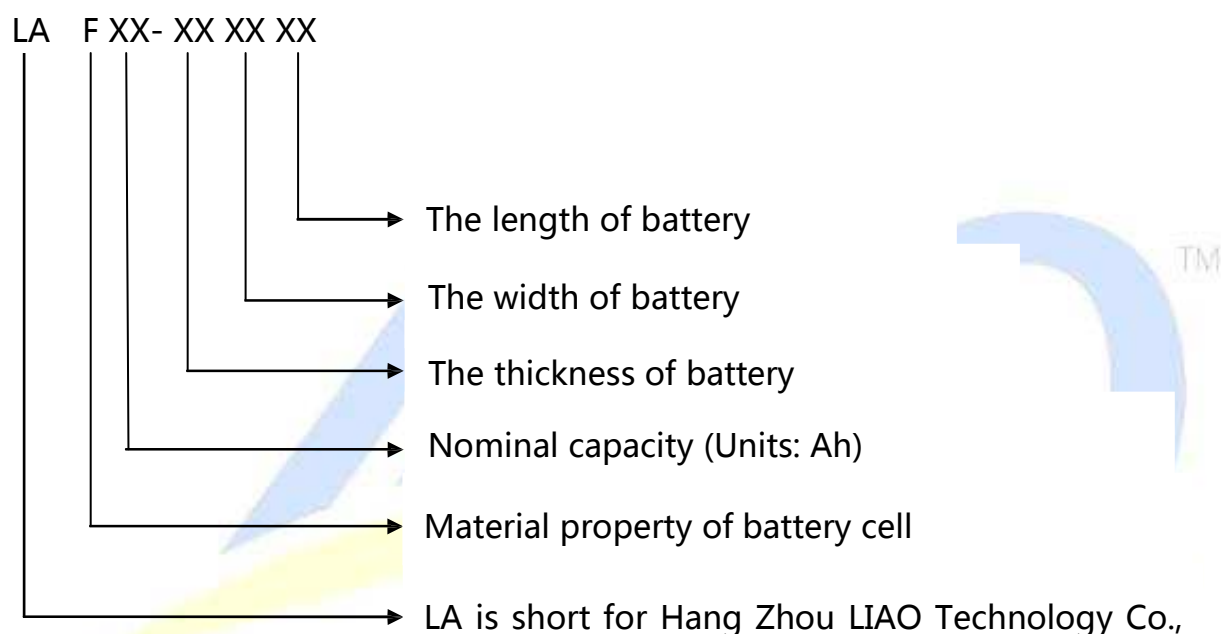 LA F XX- XX XX XX
The length of battery
TM
The width of battery
The thickness of battery
Nominal capacity (Units: Ah)
Material property of battery cell
LA is short for Hang Zhou LIAO Technology Co.,